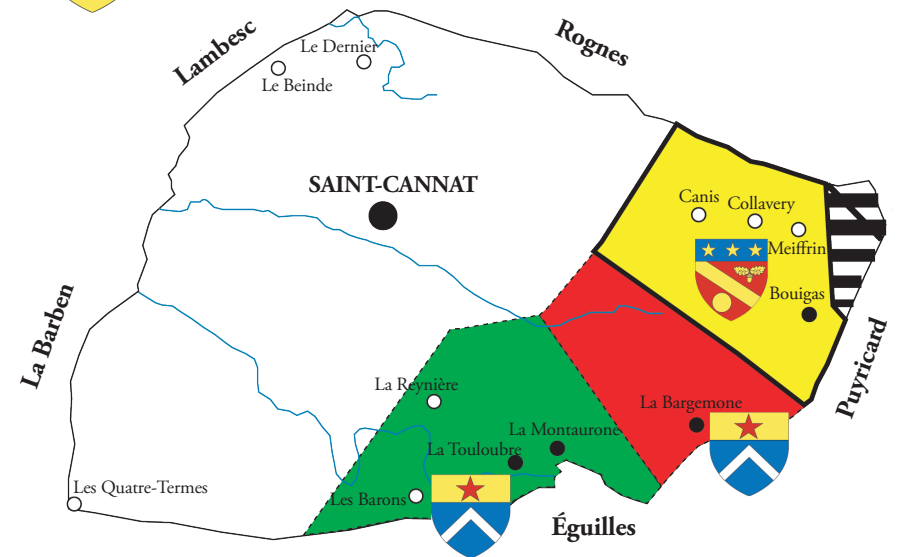 Lambesc
Rognes
Le Dernier
Le Beinde
SAINT-CANNAT
Canis
Collavery
Meiffrin
Bouigas
La Barben
Puyricard
La Reynière
La Bargemone
La Montaurone
La Touloubre
Les Quatre-Termes
Les Barons
Éguilles